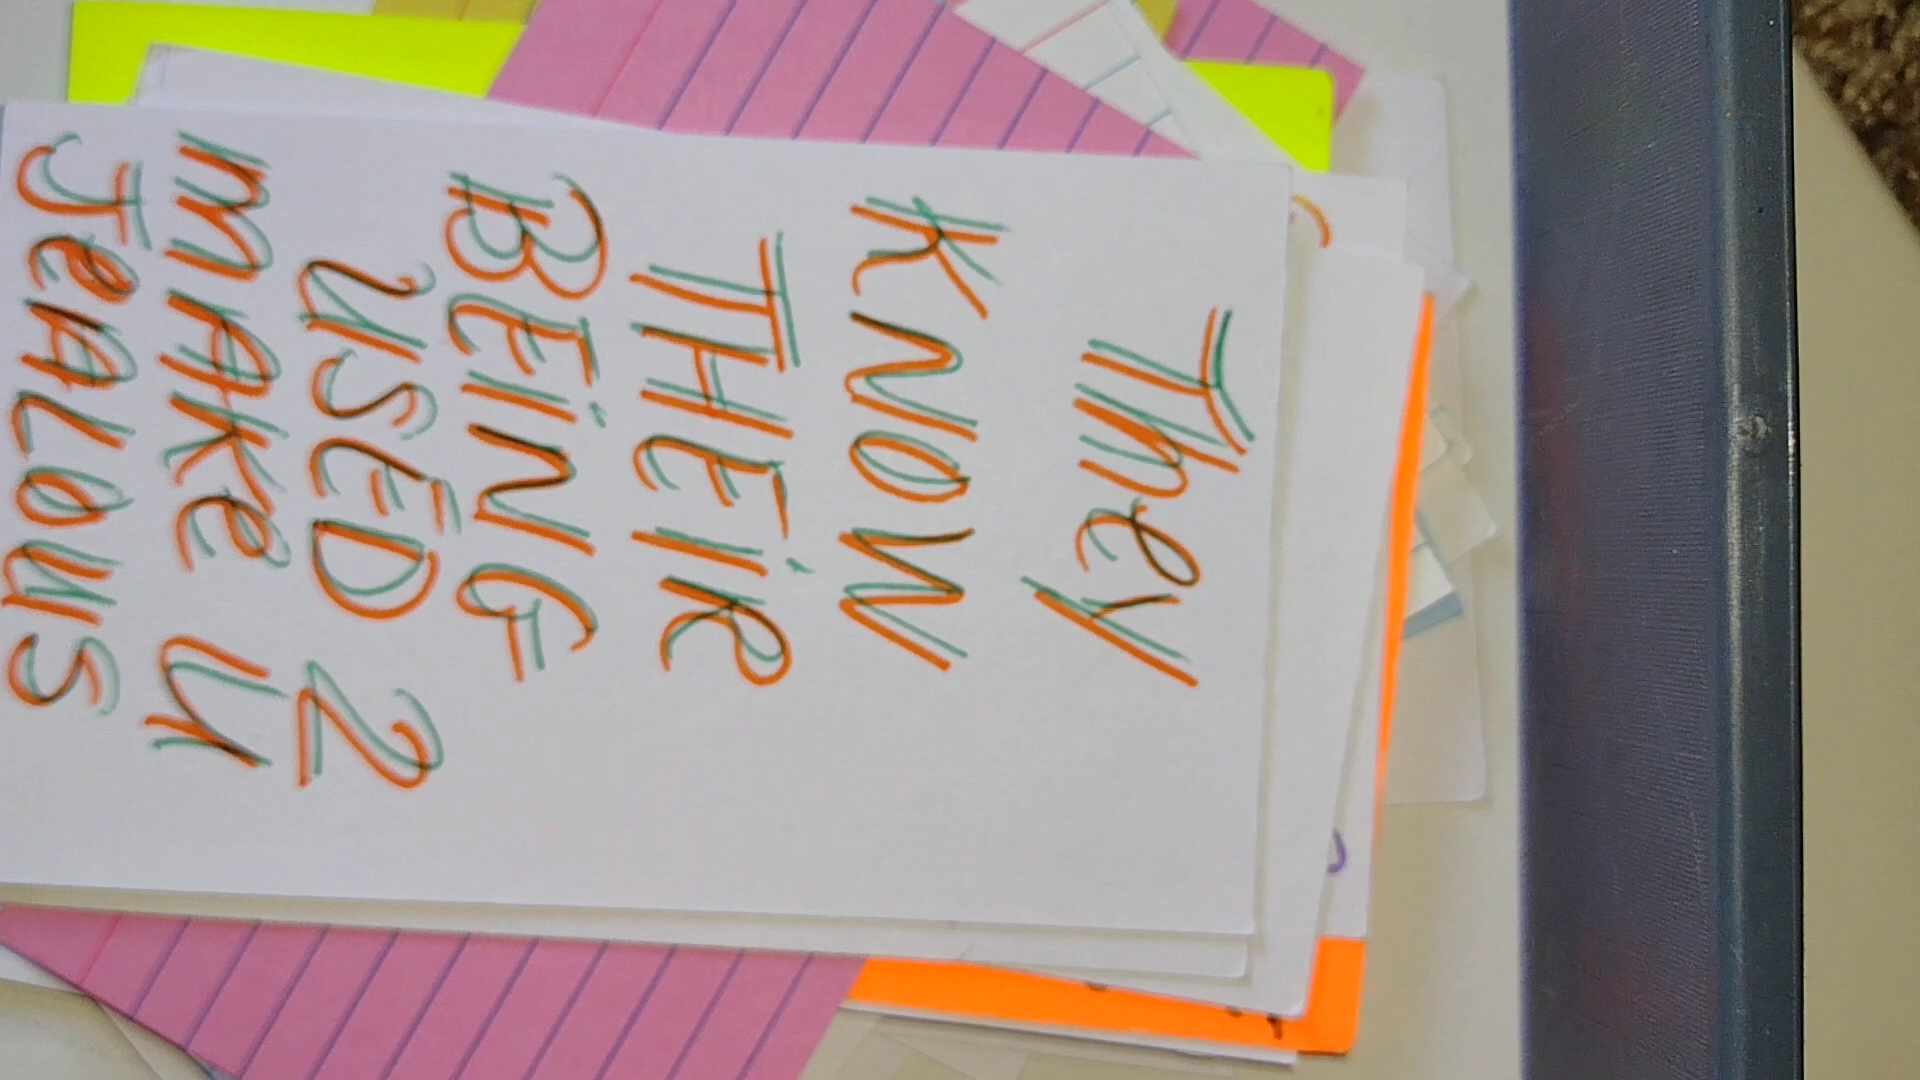 They
KNOW
THEiR
BEiNG
USED 2
mAKe U
JeALOUS